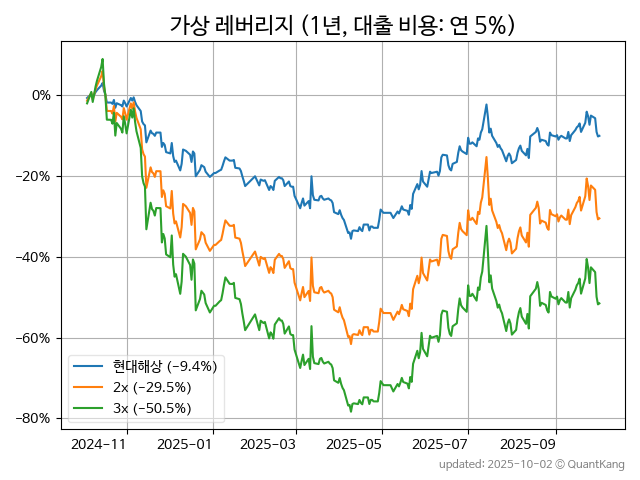 가상 레버리지 (1년, 대출 비용: 연 5%)
0%
−20%
−40%
−60%
−80%
현대해상 (−9.4%)
2x (−29.5%)
3x (−50.5%)
2024−11 2025−01 2025−03 2025−05 2025−07 2025−09
updated: 2025-10-02 © QuantKang